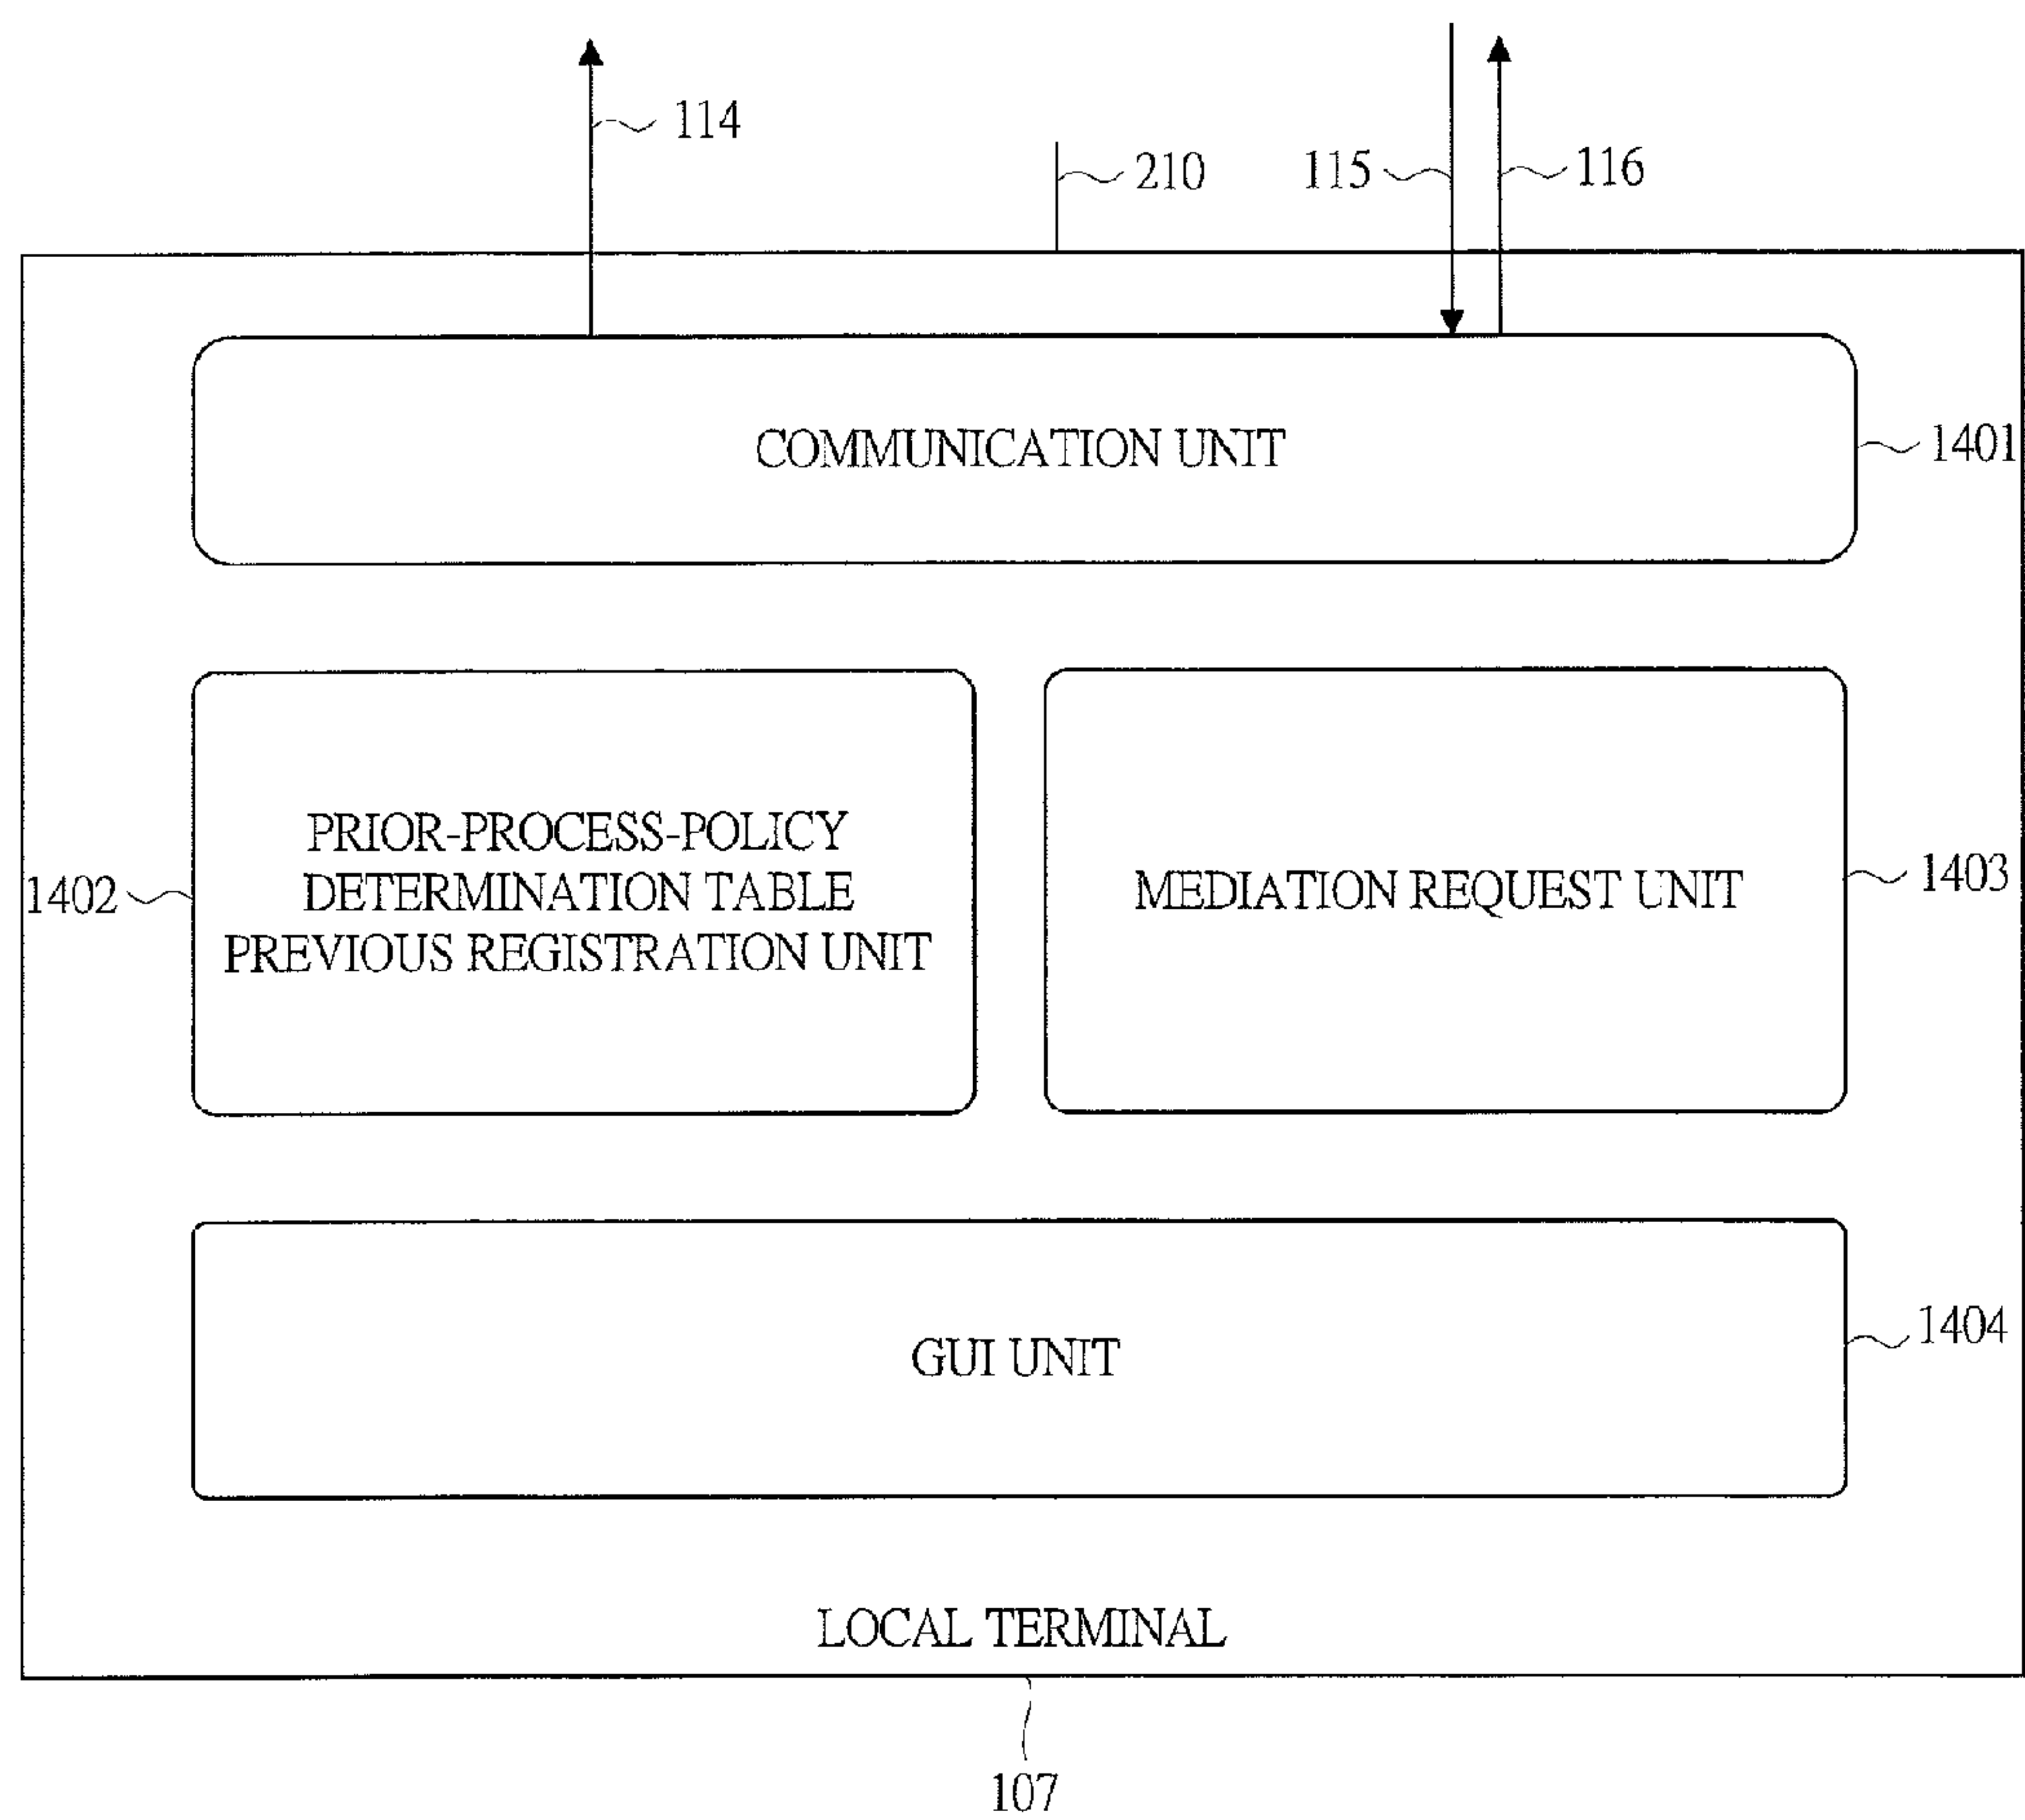 114
210
115
116
COMMUNICATION UNIT
1401
PRIOR-PROCESS-POLICY
DETERMINATION TABLE
PREVIOUS REGISTRATION UNIT
1402
MEDIATION REQUEST UNIT
1403
GUI UNIT
1404
LOCAL TERMINAL
107